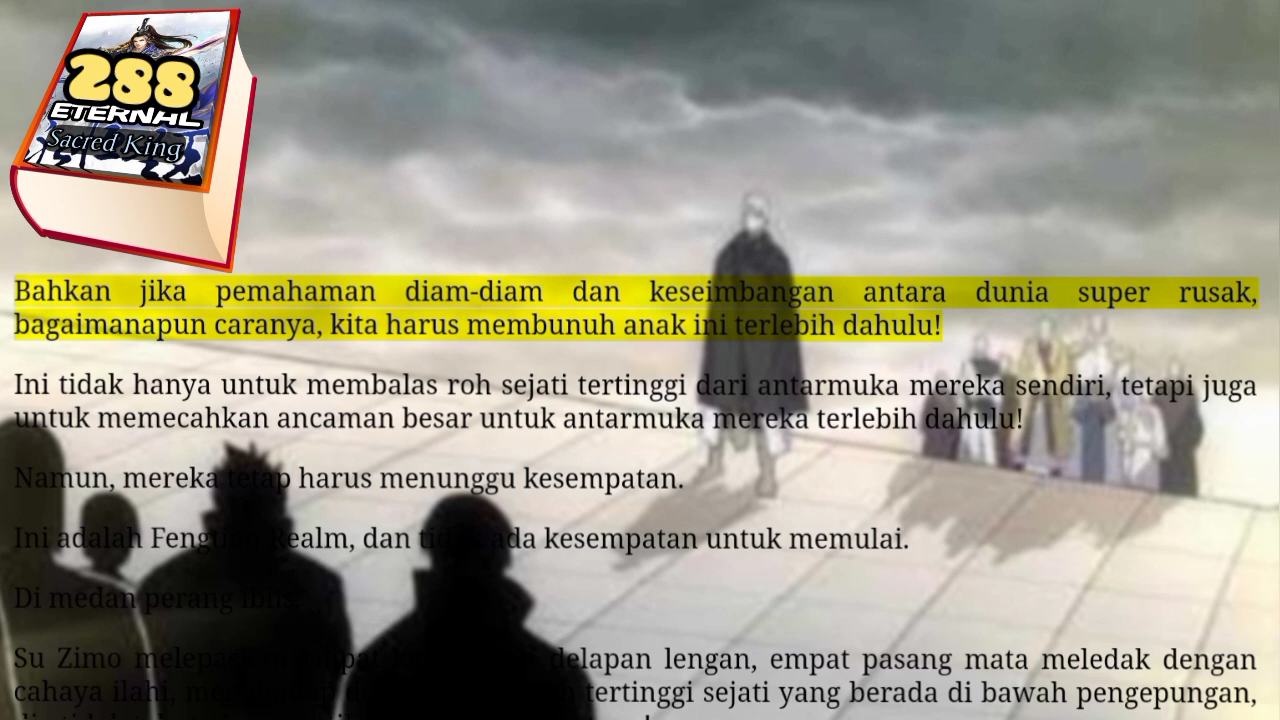 288
ETERNAL
Sacred King
Bahkan jika pemahaman diam-diam dan keseimbangan antara dunia super rusak,
bagaimanapun caranya, kita harus membunuh anak ini terlebih dahulu!
Ini tidak hanya untuk membalas roh sejati tertinggi dari antarmuka mereka sendiri, tetapi juga
untuk memecahkan ancaman besar untuk antarmuka mereka terlebih dahulu!
Namun, mereka tetap harus menunggu kesempatan.
Ini adalah Realm, dan ada kesempatan untuk memulai.
Di medan perang iblis.
Su Zimo delapan lengan, empat pasang mata meledak dengan
cahaya ilahi, tertinggi sejati yang berada di bawah pengepungan,